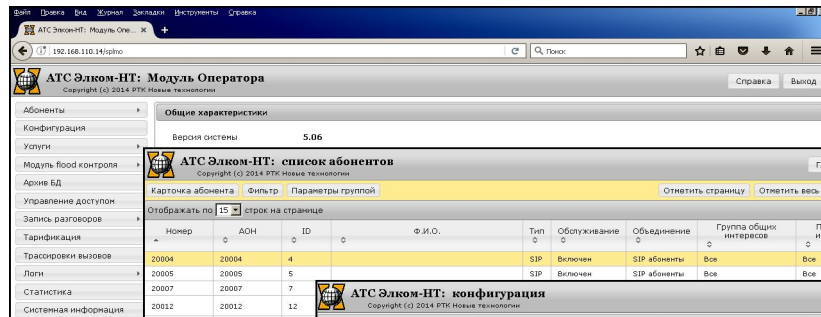 Файл Правка Вид Журнал Закладки Инструменты Справка
АТС Элком-НТ: Модуль Опе... × +
192.168.110.14/splmo
Поиск
АТС Элком-НТ: Модуль Оператора
Copyright (c) 2014 РТК Новые технологии
Справка Выход
Абоненты
Конфигурация
Услуги
Модуль flood контроля
Архив БД
Управление доступом
Запись разговоров
Тарификация
Трассировки вызовов
Логи
Статистика
Системная информация
Общие характеристики
Версия системы 5.06
АТС Элком-НТ: список абонентов
Copyright (c) 2014 РТК Новые технологии
Карточка абонента Фильтр Параметры группой Отметить страницу Отметить весь
Отображать по 15 строк на странице
Номер АОН ID Ф.И.О. Тип Обслуживание Объединение Группа общих интересов
20004 20004 4 SIP Включен SIP абоненты Все Все
20005 20005 5 SIP Включен SIP абоненты Все Все
20007 20007 7
20012 20012 12
АТС Элком-НТ: конфигурация
Copyright (c) 2014 РТК Новые технологии